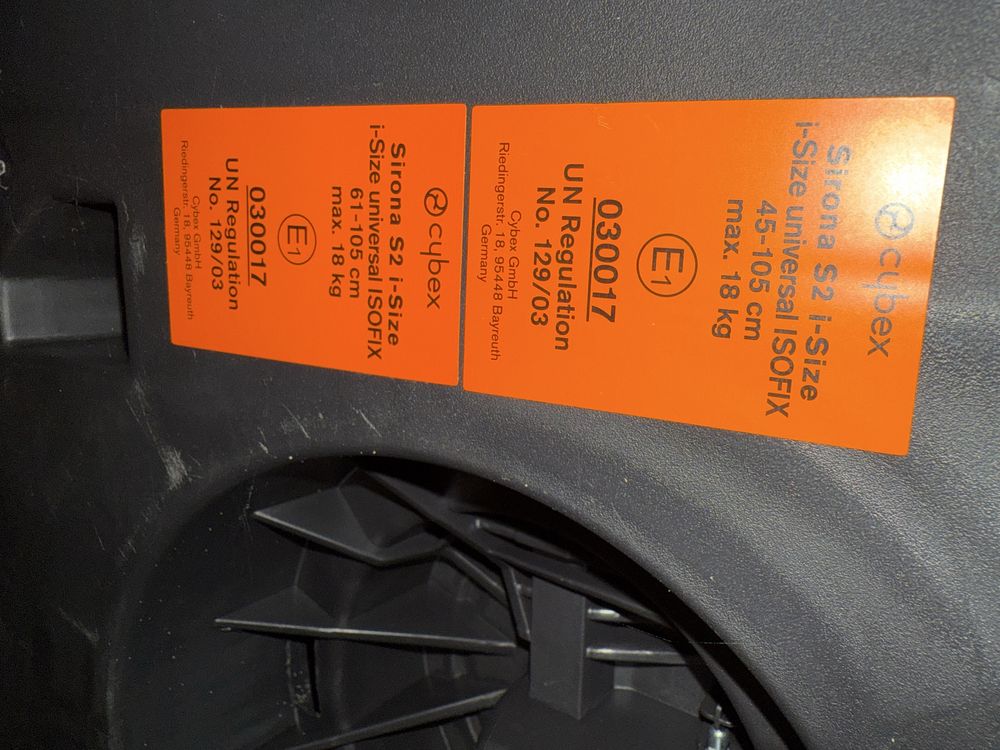 cybex
Sirona S2 i-Size
i-Size universal ISOFIX
45-105 cm
max. 18 kg
E1
030017
UN Regulation
No. 129/03
Cybex GmbH
Riedingerstr. 18, 95448 Bayreuth
Germany
cybex
Sirona S2 i-Size
i-Size universal ISOFIX
61-105 cm
max. 18 kg
E1
030017
UN Regulation
No. 129/03
Cybex GmbH
Riedingerstr. 18, 95448 Bayreuth
Germany